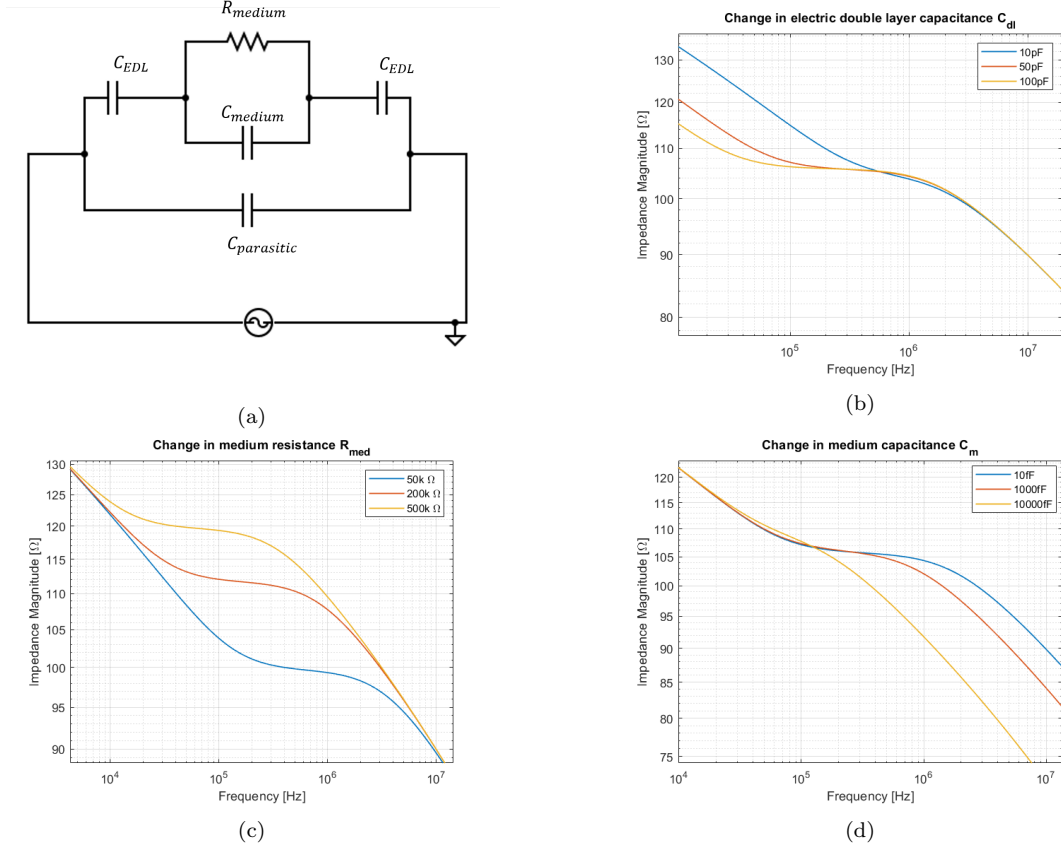 R_medium
C_EDL
C_EDL
C_medium
C_parasitic
(a)
Change in electric double layer capacitance C_dl
10pF
50pF
100pF
Impedance Magnitude [Ω]
130
120
110
100
90
80
10^5
10^6
10^7
Frequency [Hz]
(b)
Change in medium resistance R_med
50k Ω
200k Ω
500k Ω
Impedance Magnitude [Ω]
130
125
120
115
110
105
100
95
90
10^4
10^5
10^6
10^7
Frequency [Hz]
(c)
Change in medium capacitance C_m
10fF
1000fF
10000fF
Impedance Magnitude [Ω]
120
115
110
105
100
95
90
85
80
75
10^4
10^5
10^6
10^7
Frequency [Hz]
(d)